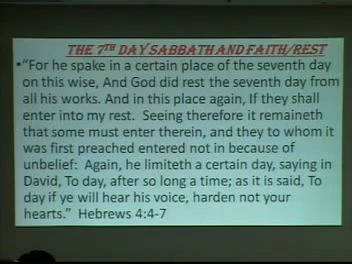 THE 7TH DAY SABBATH AND FAITH/REST
•"For he spake in a certain place of the seventh day
on this wise, And God did rest the seventh day from
all his works. And in this place again, If they shall
enter into my rest.  Seeing therefore it remaineth
that some must enter therein, and they to whom it
was first preached entered not in because of
unbelief:  Again, he limiteth a certain day, saying in
David, To day, after so long a time; as it is said, To
day if ye will hear his voice, harden not your
hearts."  Hebrews 4:4-7